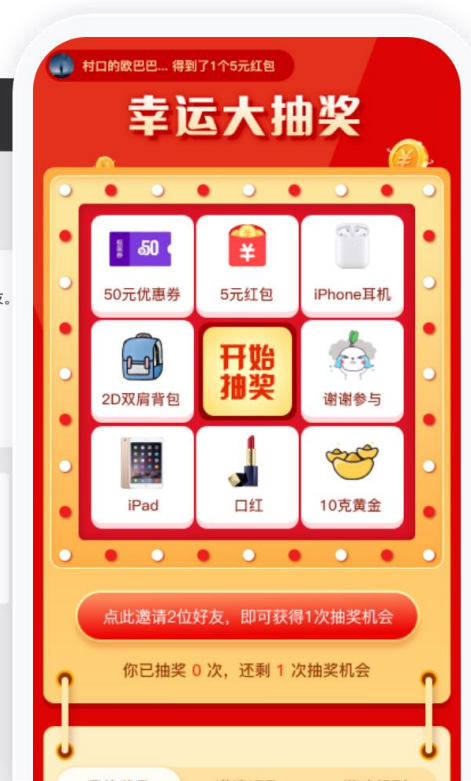 村口的欧巴巴... 得到了1个5元红包
幸运大抽奖
50
50元优惠券
5元红包
iPhone耳机
2D双肩背包
开始
抽奖
谢谢参与
iPad
口红
10克黄金
点此邀请2位好友，即可获得1次抽奖机会
你已抽奖 0 次，还剩 1 次抽奖机会